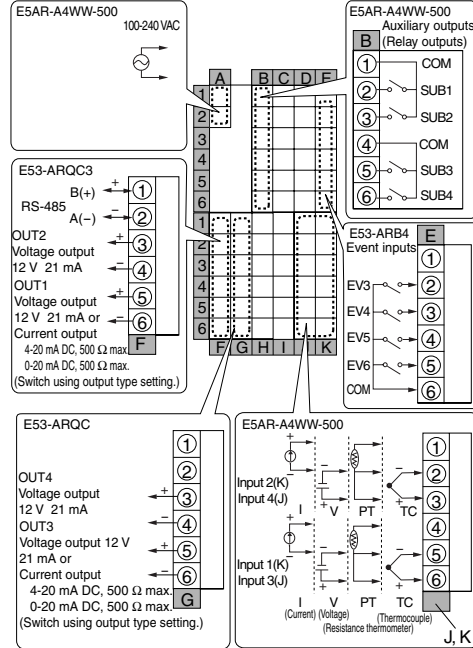 E5AR-A4WW-500
100-240 VAC
E5AR-A4WW-500
Auxiliary outputs
(Relay outputs)
B
1 COM
2 SUB1
3 SUB2
4 COM
5 SUB3
6 SUB4
A B C D E
1
2
3
4
5
6
1
2
3
4
5
6
F G H I J K
E53-ARQC3
RS-485
B(+) + 1
A(−) − 2
OUT2
Voltage output
12 V 21 mA
+ 3
− 4
OUT1
Voltage output
12 V 21 mA or
Current output
4-20 mA DC, 500 Ω max.
0-20 mA DC, 500 Ω max.
(Switch using output type setting.)
+ 5
− 6
F
E53-ARB4
Event inputs
E
1
EV3 2
EV4 3
EV5 4
EV6 5
COM 6
E53-ARQC
1
2
OUT4
Voltage output
12 V 21 mA
+ 3
− 4
OUT3
Voltage output 12 V
21 mA or
Current output
4-20 mA DC, 500 Ω max.
0-20 mA DC, 500 Ω max.
(Switch using output type setting.)
+ 5
− 6
G
E5AR-A4WW-500
Input 2(K)
Input 4(J)
+ − − +
I V PT TC
− +
1
2
3
Input 1(K)
Input 3(J)
+ − − +
I V PT TC
− +
4
5
6
(Current) (Voltage)
(Resistance thermometer)
(Thermocouple)
J, K